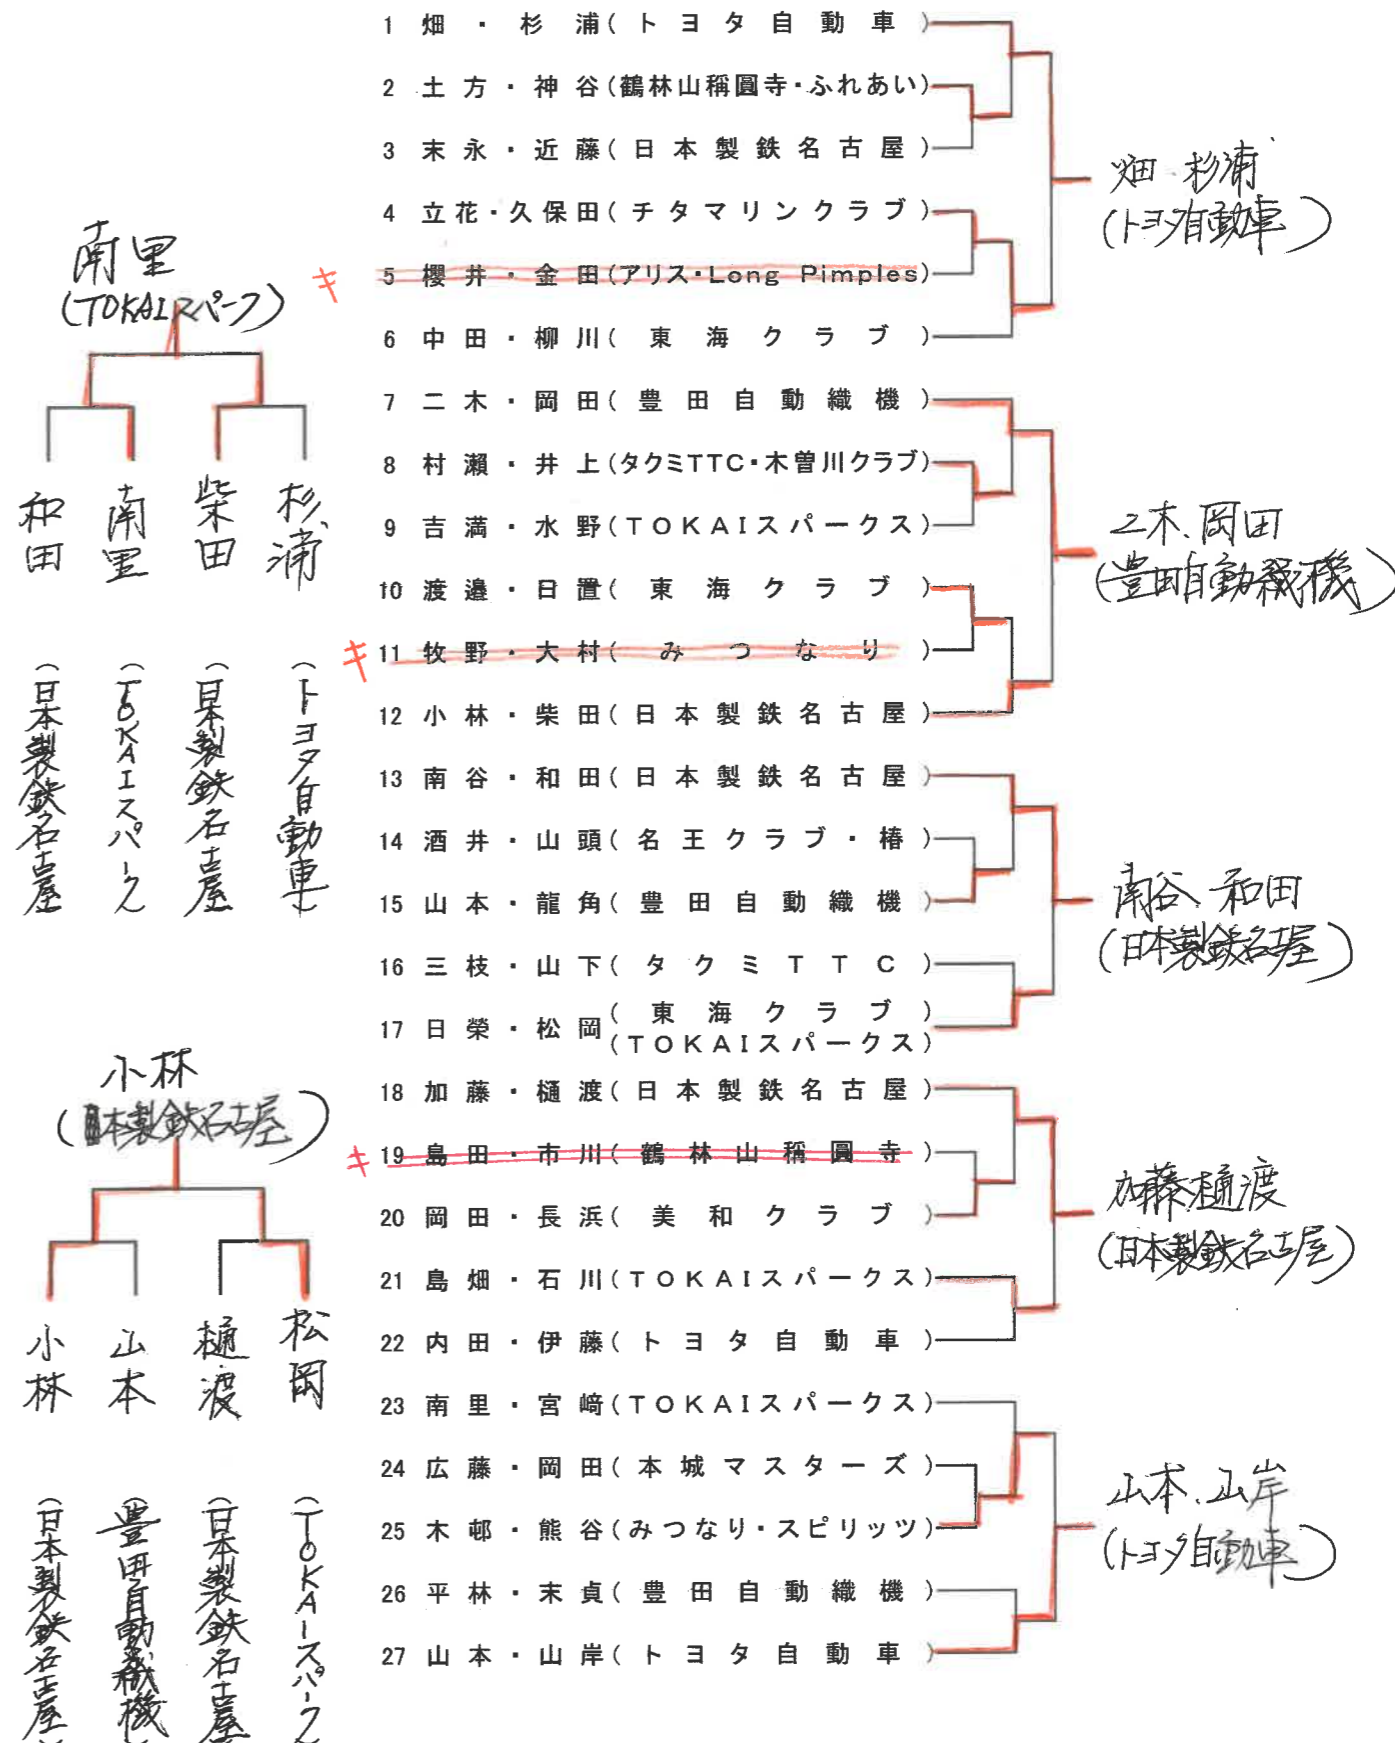 1 畑・杉浦(トヨタ自動車)
2 土方・神谷(鶴林山稱圓寺・ふれあい)
3 末永・近藤(日本製鉄名古屋)
4 立花・久保田(チタマリンクラブ)
キ 5 櫻井・金田(アリス・Long Pimples)
6 中田・柳川(東海クラブ)
7 二木・岡田(豊田自動織機)
8 村瀬・井上(タクミTTC・木曽川クラブ)
9 吉満・水野(TOKAIスパークス)
10 渡邉・日置(東海クラブ)
キ 11 牧野・大村(みつなり)
12 小林・柴田(日本製鉄名古屋)
13 南谷・和田(日本製鉄名古屋)
14 酒井・山頭(名王クラブ・椿)
15 山本・龍角(豊田自動織機)
16 三枝・山下(タクミTTC)
17 日榮・松岡(東海クラブ)
(TOKAIスパークス)
18 加藤・樋渡(日本製鉄名古屋)
キ 19 島田・市川(鶴林山稱圓寺)
20 岡田・長浜(美和クラブ)
21 島畑・石川(TOKAIスパークス)
22 内田・伊藤(トヨタ自動車)
23 南里・宮﨑(TOKAIスパークス)
24 広藤・岡田(本城マスターズ)
25 木邨・熊谷(みつなり・スピリッツ)
26 平林・末貞(豊田自動織機)
27 山本・山岸(トヨタ自動車)
畑 杉浦
(トヨタ自動車)
二木、岡田
(豊田自動織機)
南谷 和田
(日本製鉄名古屋)
加藤樋渡
(日本製鉄名古屋)
山本、山岸
(トヨタ自動車)
南里
(TOKAIスパーク)
和田
(日本製鉄名古屋
南里
(TOKAIスパーク
柴田
(日本製鉄名古屋
杉浦
(トヨタ自動車)
小林
(日本製鉄名古屋)
小林
(日本製鉄名古屋
山本
(豊田自動織機
樋渡
(日本製鉄名古屋
松岡
(TOKAIスパーク